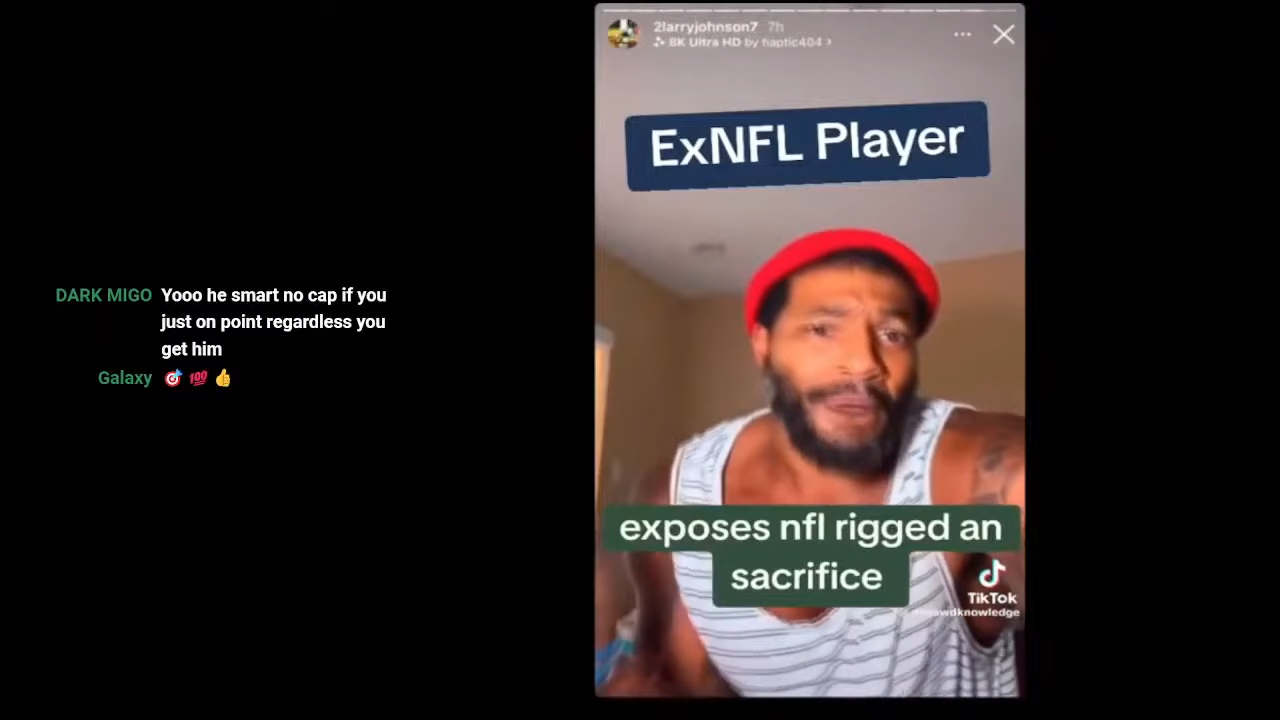 2larryjohnson7 7h
8K Ultra HD by fiaptic404 >
ExNFL Player
DARK MIGO Yooo he smart no cap if you
just on point regardless you
get him
Galaxy 🎯 💯 👍
exposes nfl rigged an
sacrifice
TikTok